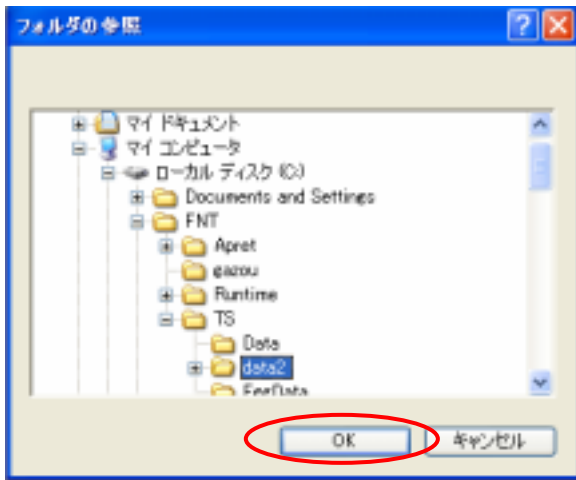 フォルダの参照
マイ ドキュメント
マイ コンピュータ
ローカル ディスク (C:)
Documents and Settings
FNT
Apret
gazou
Runtime
TS
Data
data2
FeeData
OK
キャンセル